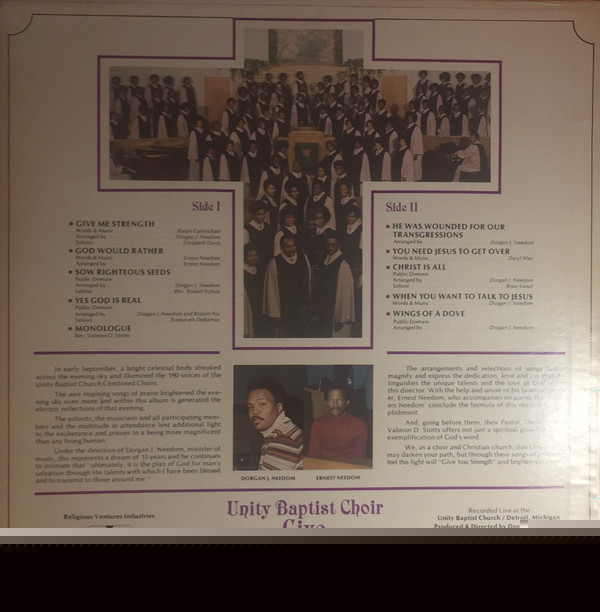 Side I
GIVE ME STRENGTH
Words & Music Ralph Carmichael
Arranged by Dorgan J. Needom
Soloist Elizabeth Davis
GOD WOULD RATHER
Words & Music Ernest Needom
Arranged by Ernest Needom
SOW RIGHTEOUS SEEDS
Public Domain
Arranged by Dorgan J. Needom
Soloist Rev. Robert
YES GOD IS REAL
Arranged by Dorgan J. Needom and Robert
Soloist Roosevelt
MONOLOGUE
Rev. Valmon D. Stotts
Side II
HE WAS WOUNDED FOR OUR
TRANSGRESSIONS
Arranged by Dorgan J. Needom
YOU NEED JESUS TO GET OVER
Words & Music Daryl
CHRIST IS ALL
Public Domain
Arranged by Dorgan J. Needom
Soloist Rose
WHEN YOU WANT TO TALK TO JESUS
Words & Music Dorgan J. Needom
WINGS OF A DOVE
Public Domain
Arranged by Dorgan J. Needom
In early September, a bright celestial body streaked
across the evening sky and illumined the 190 voices of the
Unity Baptist Church Combined Choirs.
The awe inspiring songs of praise brightened the eve-
ning sky even more and within this album is generated the
electric reflections of that evening.
The soloists, the musicians and all participating mem-
bers and the multitude in attendance lent additional light
to the exuberance and praises to a being more magnificent
than any living human.
Under the direction of Dorgan J. Needom, minister of
music, this represents a dream of 15 years and he continues
to intimate that "ultimately, it is the plan of God for man's
salvation through His talents with which I have been blessed
and to transmit to those around me."
DORGAN J. NEEDOM
ERNEST NEEDOM
The arrangements and selections of songs
magnify and express the dedication, love and
tinguishes the unique talents and the love of God
this director. With the help and union of his
er, Ernest Needom, who accompanies on piano,
ers Needom' conclude the formula of this
plishment.
And, going before them, their Pastor,
Valmon D. Stotts offers not just a spiritual
exemplification of God's word.
We, as a choir and Christian church, don't
may darken your path, but through these songs of
feel this light will "Give You Strength" and
Religious Ventures Industries
Unity Baptist Choir
Give
Recorded Live at the
Unity Baptist Church / Detroit, Michigan
Produced & Directed by